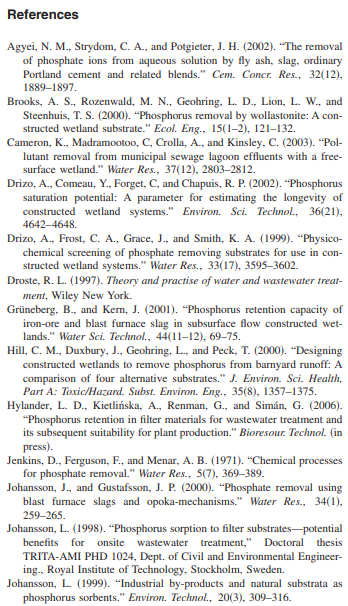 References
Agyei, N. M., Strydom, C. A., and Potgieter, J. H. (2002). “The removal
of phosphate ions from aqueous solution by fly ash, slag, ordinary
Portland cement and related blends.” Cem. Concr. Res., 32(12),
1889–1897.
Brooks, A. S., Rozenwald, M. N., Geohring, L. D., Lion, L. W., and
Steenhuis, T. S. (2000). “Phosphorus removal by wollastonite: A con-
structed wetland substrate.” Ecol. Eng., 15(1–2), 121–132.
Cameron, K., Madramootoo, C, Crolla, A., and Kinsley, C. (2003). “Pol-
lutant removal from municipal sewage lagoon effluents with a free-
surface wetland.” Water Res., 37(12), 2803–2812.
Drizo, A., Comeau, Y., Forget, C, and Chapuis, R. P. (2002). “Phosphorus
saturation potential: A parameter for estimating the longevity of
constructed wetland systems.” Environ. Sci. Technol., 36(21),
4642–4648.
Drizo, A., Frost, C. A., Grace, J., and Smith, K. A. (1999). “Physico-
chemical screening of phosphate removing substrates for use in con-
structed wetland systems.” Water Res., 33(17), 3595–3602.
Droste, R. L. (1997). Theory and practise of water and wastewater treat-
ment, Wiley New York.
Grüneberg, B., and Kern, J. (2001). “Phosphorus retention capacity of
iron-ore and blast furnace slag in subsurface flow constructed wet-
lands.” Water Sci. Technol., 44(11–12), 69–75.
Hill, C. M., Duxbury, J., Geohring, L., and Peck, T. (2000). “Designing
constructed wetlands to remove phosphorus from barnyard runoff: A
comparison of four alternative substrates.” J. Environ. Sci. Health,
Part A: Toxic/Hazard. Subst. Environ. Eng., 35(8), 1357–1375.
Hylander, L. D., Kietlińska, A., Renman, G., and Simán, G. (2006).
“Phosphorus retention in filter materials for wastewater treatment and
its subsequent suitability for plant production.” Bioresour. Technol. (in
press).
Jenkins, D., Ferguson, F., and Menar, A. B. (1971). “Chemical processes
for phosphate removal.” Water Res., 5(7), 369–389.
Johansson, J., and Gustafsson, J. P. (2000). “Phosphate removal using
blast furnace slags and opoka-mechanisms.” Water Res., 34(1),
259–265.
Johansson, L. (1998). “Phosphorus sorption to filter substrates—potential
benefits for onsite wastewater treatment,” Doctoral thesis
TRITA-AMI PHD 1024, Dept. of Civil and Environmental Engineer-
ing., Royal Institute of Technology, Stockholm, Sweden.
Johansson, L. (1999). “Industrial by-products and natural substrata as
phosphorus sorbents.” Environ. Technol., 20(3), 309–316.